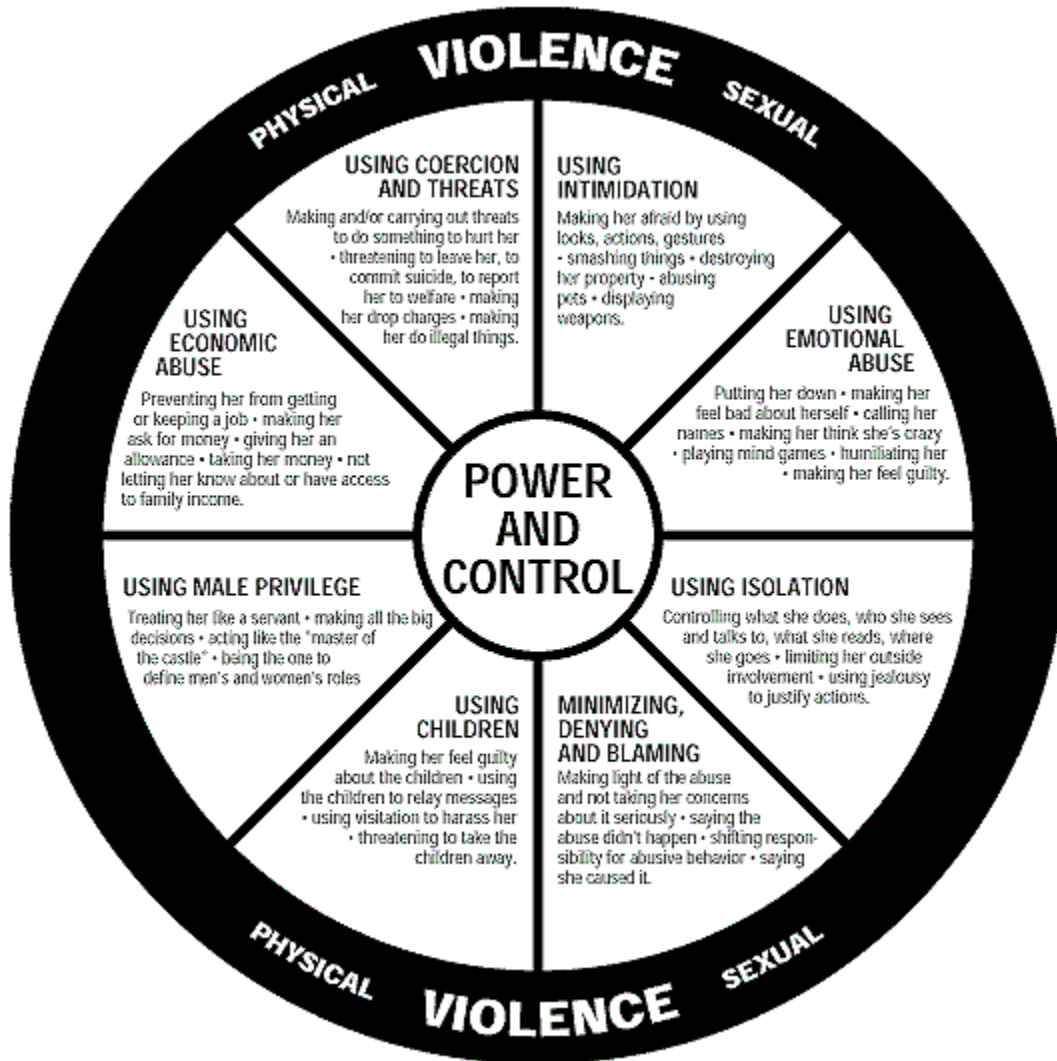 PHYSICAL VIOLENCE SEXUAL
USING COERCION
AND THREATS
Making and/or carrying out threats
to do something to hurt her
• threatening to leave her, to
commit suicide, to report
her to welfare • making
her drop charges • making
her do illegal things.
USING
INTIMIDATION
Making her afraid by using
looks, actions, gestures
• smashing things • destroying
her property • abusing
pets • displaying
weapons.
USING
EMOTIONAL
ABUSE
Putting her down • making her
feel bad about herself • calling her
names • making her think she's crazy
• playing mind games • humiliating her
• making her feel guilty.
USING ISOLATION
Controlling what she does, who she sees
and talks to, what she reads, where
she goes • limiting her outside
involvement • using jealousy
to justify actions.
MINIMIZING,
DENYING
AND BLAMING
Making light of the abuse
and not taking her concerns
about it seriously • saying the
abuse didn't happen • shifting respon-
sibility for abusive behavior • saying
she caused it.
USING
CHILDREN
Making her feel guilty
about the children • using
the children to relay messages
• using visitation to harass her
• threatening to take the
children away.
USING MALE PRIVILEGE
Treating her like a servant • making all the big
decisions • acting like the "master of
the castle" • being the one to
define men's and women's roles
USING
ECONOMIC
ABUSE
Preventing her from getting
or keeping a job • making her
ask for money • giving her an
allowance • taking her money • not
letting her know about or have access
to family income.
POWER
AND
CONTROL
PHYSICAL VIOLENCE SEXUAL